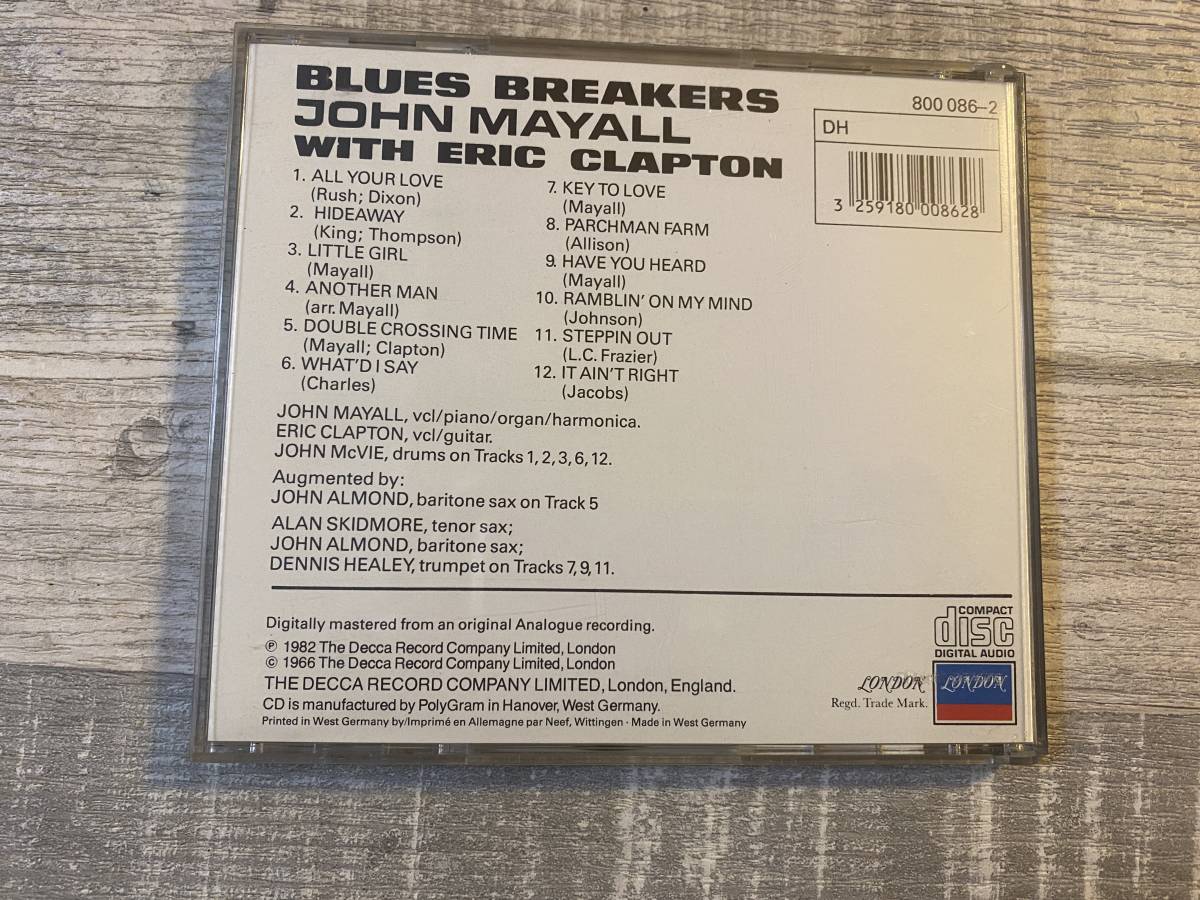 BLUES BREAKERS
JOHN MAYALL
WITH ERIC CLAPTON
800 086-2
DH
3 259180 008628
1. ALL YOUR LOVE
(Rush; Dixon)
2. HIDEAWAY
(King; Thompson)
3. LITTLE GIRL
(Mayall)
4. ANOTHER MAN
(arr. Mayall)
5. DOUBLE CROSSING TIME
(Mayall; Clapton)
6. WHAT'D I SAY
(Charles)
7. KEY TO LOVE
(Mayall)
8. PARCHMAN FARM
(Allison)
9. HAVE YOU HEARD
(Mayall)
10. RAMBLIN' ON MY MIND
(Johnson)
11. STEPPIN OUT
(L.C. Frazier)
12. IT AIN'T RIGHT
(Jacobs)
JOHN MAYALL, vcl/piano/organ/harmonica.
ERIC CLAPTON, vcl/guitar.
JOHN McVIE, drums on Tracks 1, 2, 3, 6, 12.
Augmented by:
JOHN ALMOND, baritone sax on Track 5
ALAN SKIDMORE, tenor sax;
JOHN ALMOND, baritone sax;
DENNIS HEALEY, trumpet on Tracks 7, 9, 11.
Digitally mastered from an original Analogue recording.
℗ 1982 The Decca Record Company Limited, London
© 1966 The Decca Record Company Limited, London
THE DECCA RECORD COMPANY LIMITED, London, England.
CD is manufactured by PolyGram in Hanover, West Germany.
Printed in West Germany by/Imprimé en Allemagne par Neef, Wittingen · Made in West Germany
COMPACT
disc
DIGITAL AUDIO
LONDON
Regd. Trade Mark.
LONDON